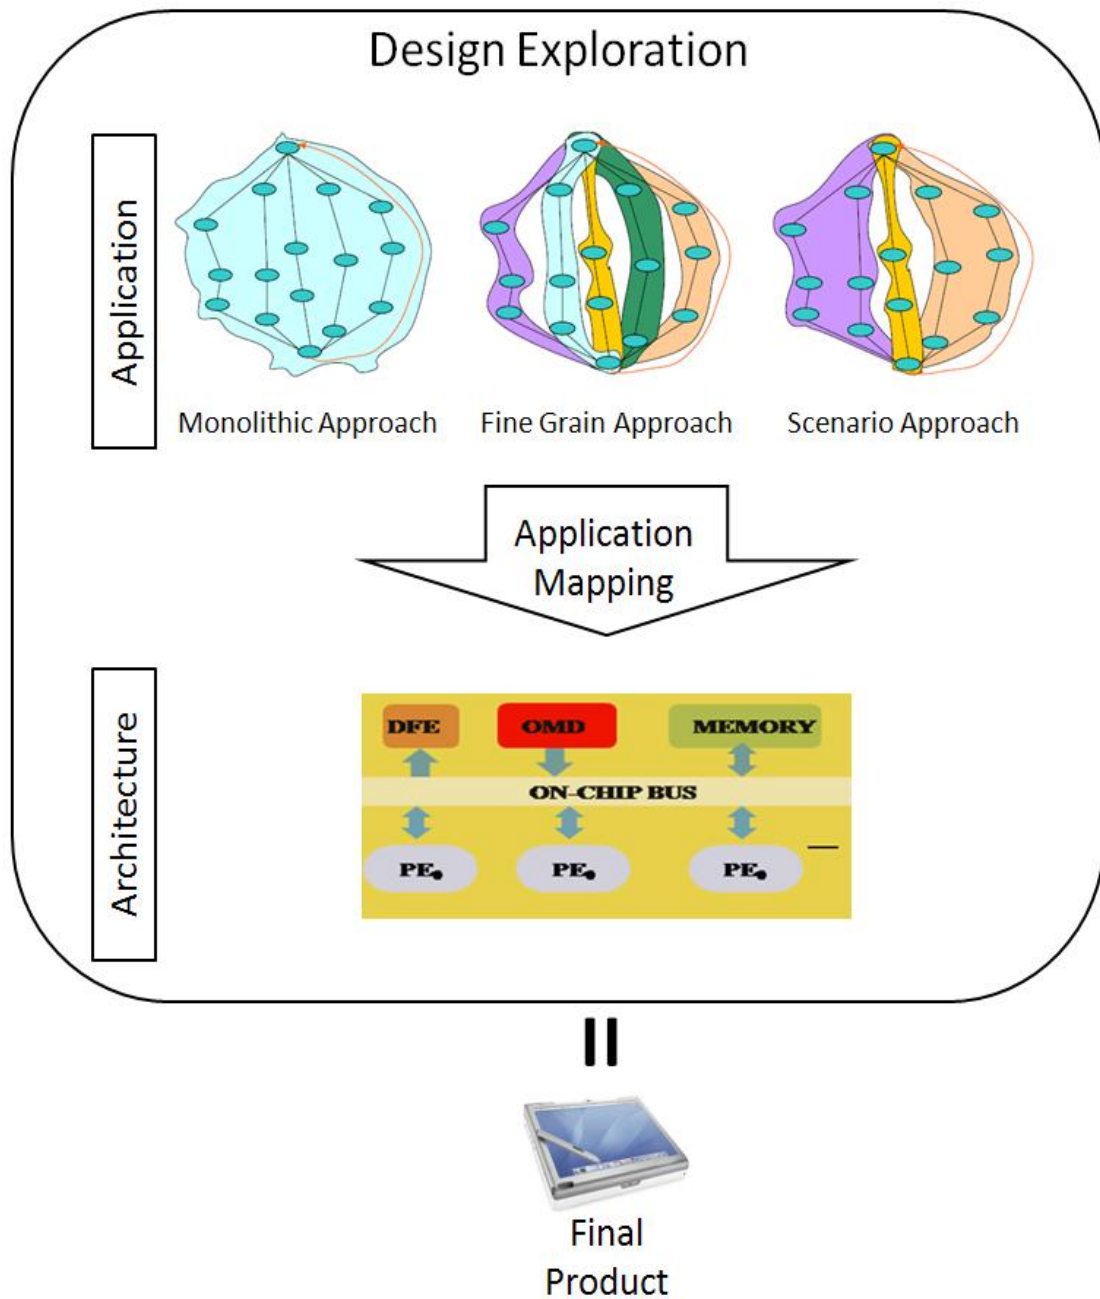 Design Exploration
Application
Monolithic Approach
Fine Grain Approach
Scenario Approach
Application
Mapping
Architecture
DFE
OMD
MEMORY
ON-CHIP BUS
PE
PE
PE
Final
Product